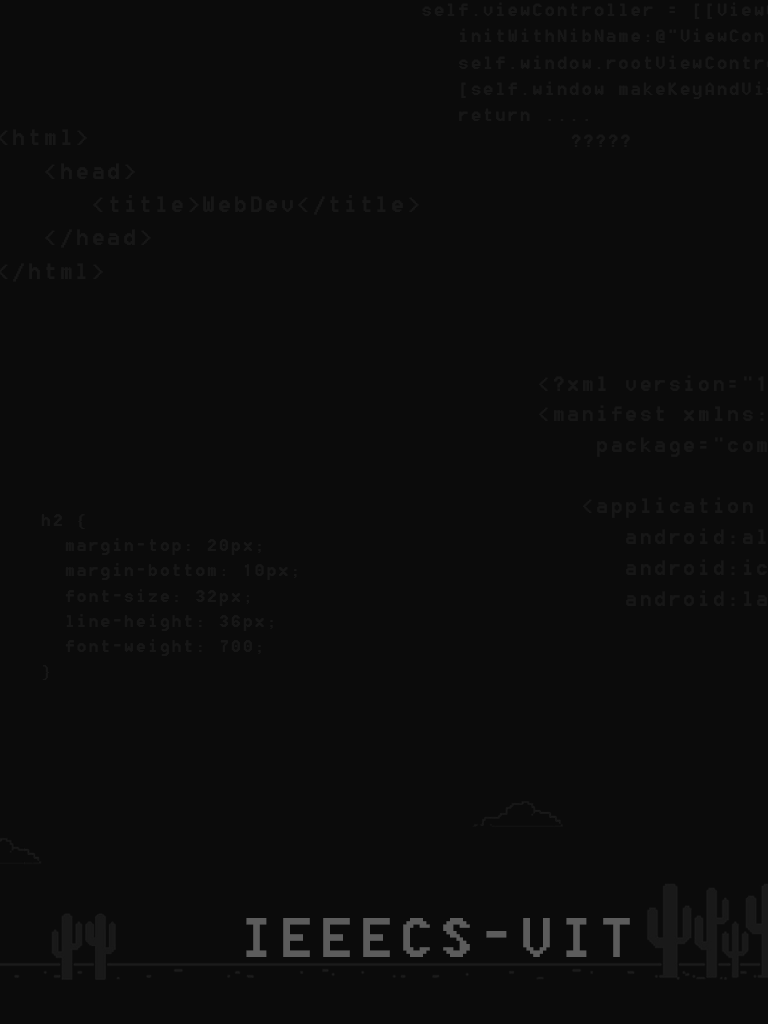 self.viewController = [[View
initWithNibName:@"ViewCon
self.window.rootViewContr
[self.window makeKeyAndVi
return ....
?????
<html>
<head>
<title>WebDev</title>
</head>
</html>
<?xml version="1
<manifest xmlns:
package="com
<application
android:al
android:ic
android:la
h2 {
margin-top: 20px;
margin-bottom: 10px;
font-size: 32px;
line-height: 36px;
font-weight: 700;
}
IEEECS-VIT